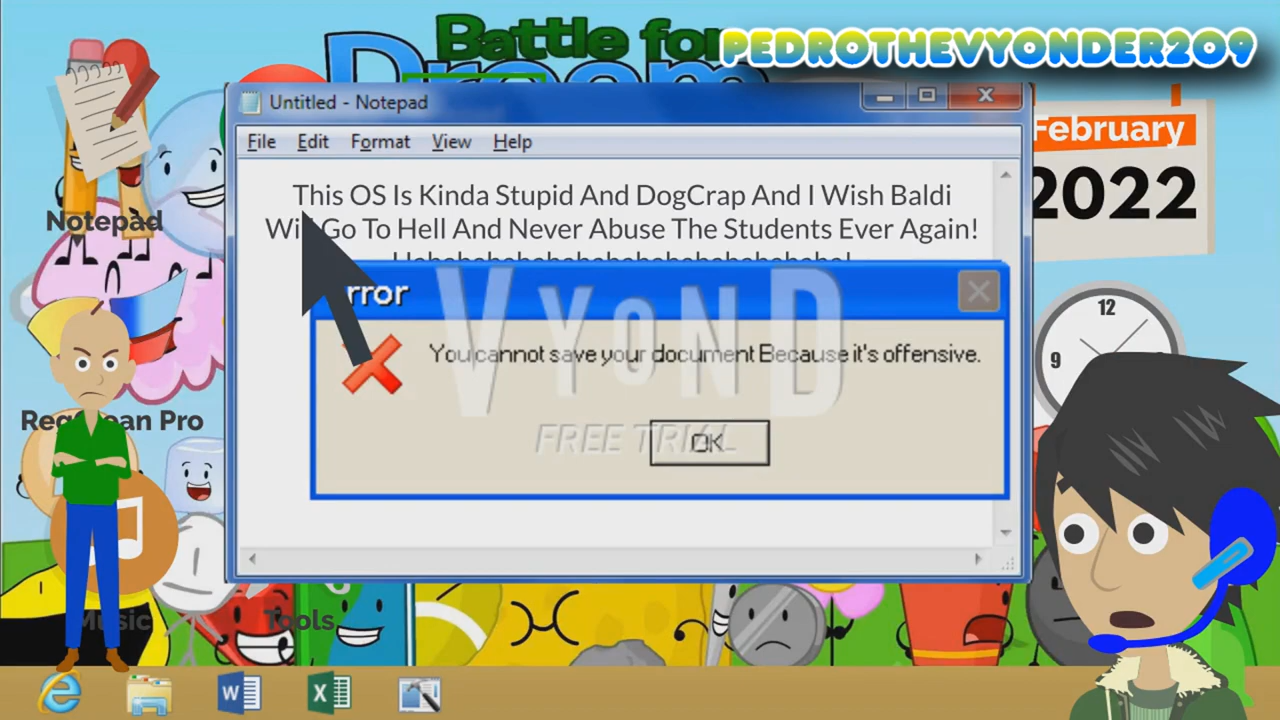 Battle for
PEDROTHEVYONDER209
Dream
Untitled - Notepad
File Edit Format View Help
This OS Is Kinda Stupid And DogCrap And I Wish Baldi
Will Go To Hell And Never Abuse The Students Ever Again!
Notepad
February
2022
12
9
rror
VYOND
You cannot save your document Because it's offensive.
FREE TRIAL
OK
Pro
Music
Tools
W
X